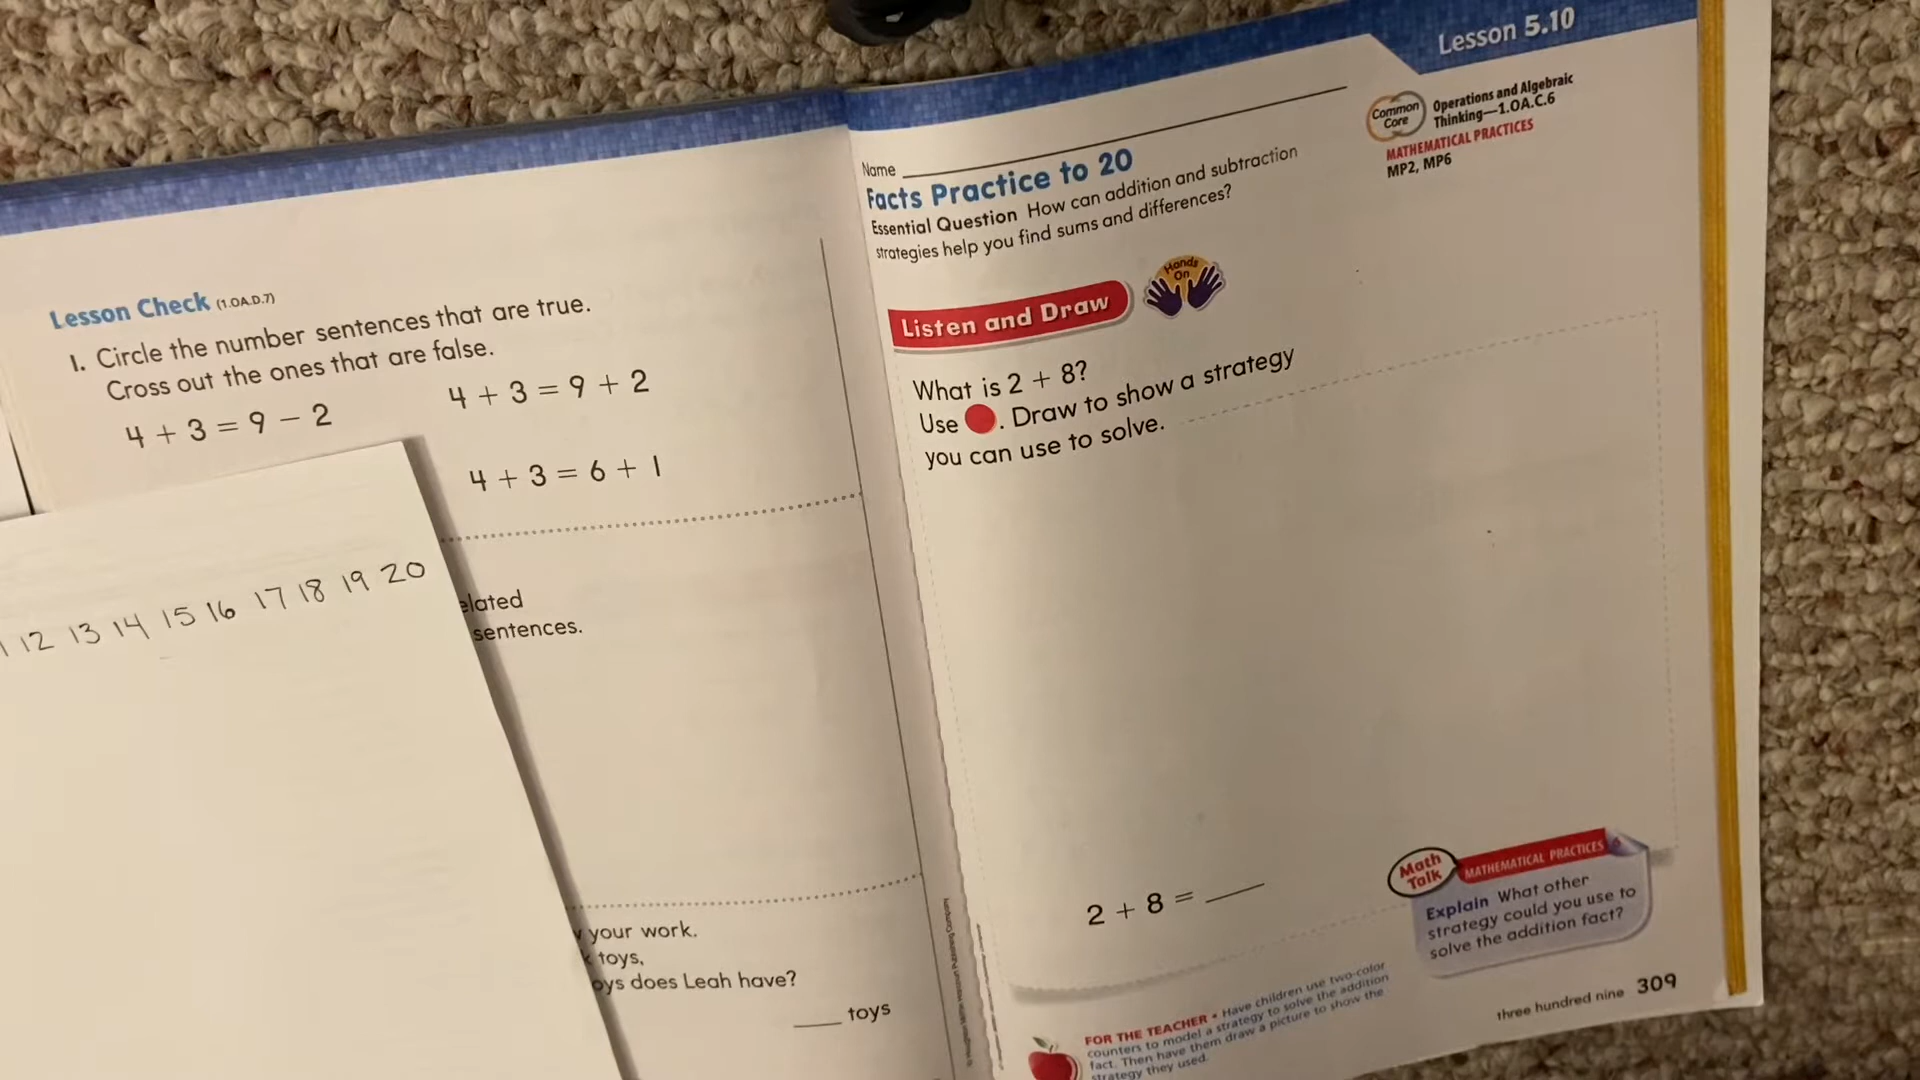 Lesson Check (1.OA.D.7)
1. Circle the number sentences that are true.
Cross out the ones that are false.
4 + 3 = 9 − 2
4 + 3 = 9 + 2
4 + 3 = 6 + 1
12 13 14 15 16 17 18 19 20
sentences.
your work.
toys,
does Leah have?
____ toys
Lesson 5.10
Common Core
Operations and Algebraic
Thinking—1.OA.C.6
MATHEMATICAL PRACTICES
MP2, MP6
Name
Facts Practice to 20
Essential Question How can addition and subtraction
strategies help you find sums and differences?
Listen and Draw
Hands On
What is 2 + 8?
Use . Draw to show a strategy
you can use to solve.
2 + 8 = ____
Math Talk
MATHEMATICAL PRACTICES
Explain What other
strategy could you use to
solve the addition fact?
FOR THE TEACHER • Have children use two-color
counters to model a strategy to solve the addition
fact. Then have them draw a picture to show the
strategy they used.
three hundred nine 309